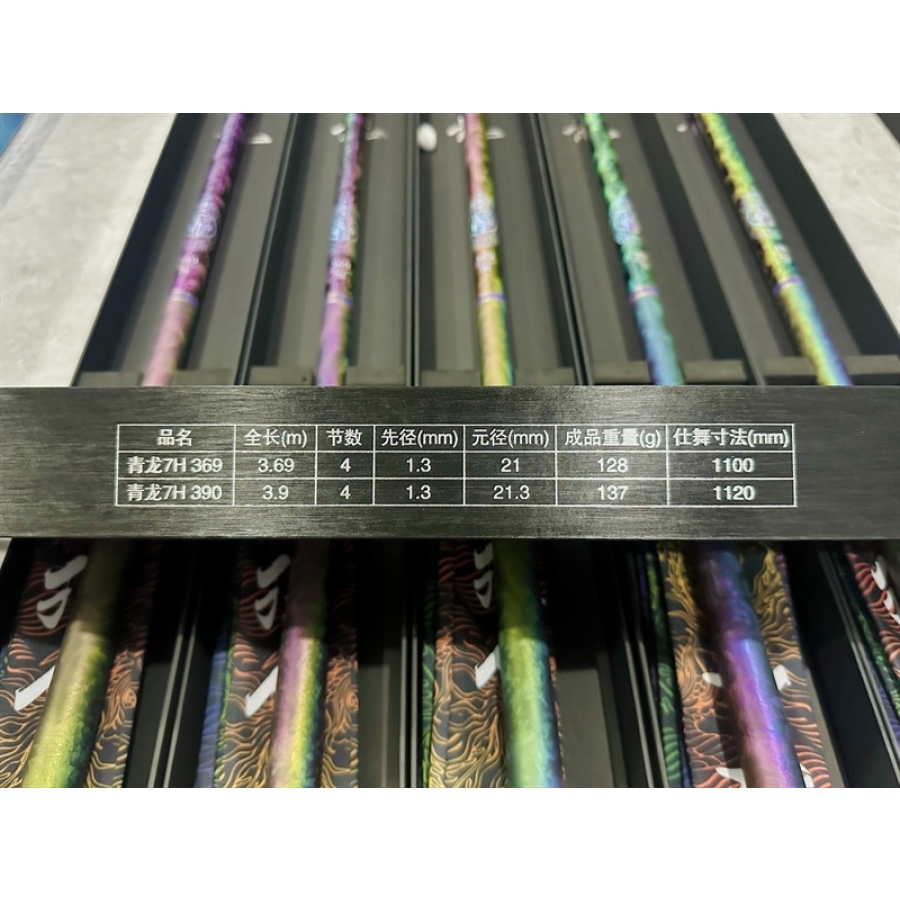 品名 全长(m) 节数 先径(mm) 元径(mm) 成品重量(g) 仕舞寸法(mm)
青龙7H 369 3.69 4 1.3 21 128 1100
青龙7H 390 3.9 4 1.3 21.3 137 1120